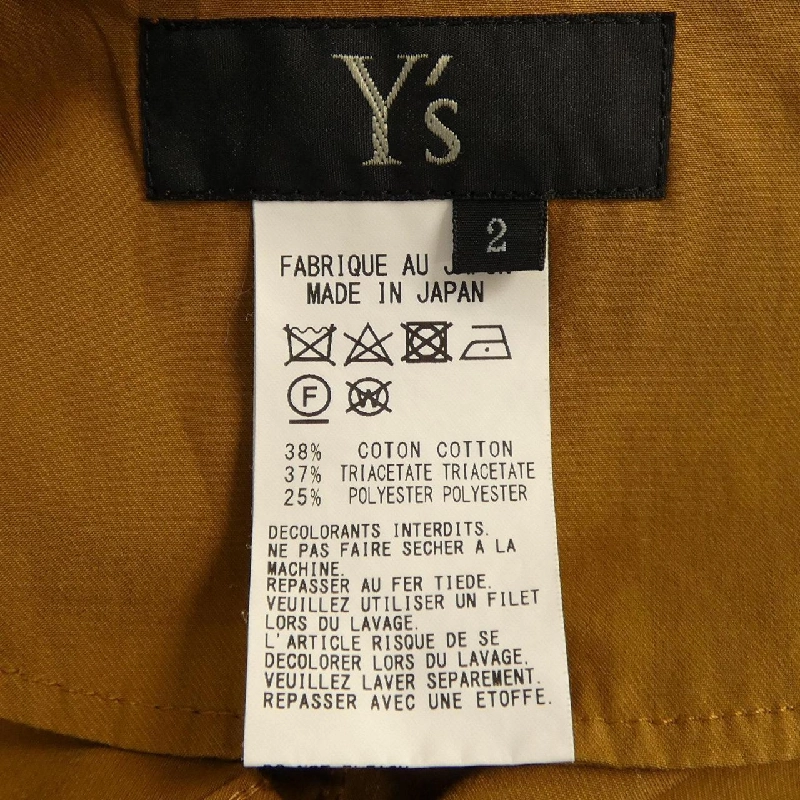 Y's
2
FABRIQUE AU JAPON
MADE IN JAPAN
F
W
38% COTON COTTON
37% TRIACETATE TRIACETATE
25% POLYESTER POLYESTER
DECOLORANTS INTERDITS.
NE PAS FAIRE SECHER A LA
MACHINE.
REPASSER AU FER TIEDE.
VEUILLEZ UTILISER UN FILET
LORS DU LAVAGE.
L'ARTICLE RISQUE DE SE
DECOLORER LORS DU LAVAGE.
VEUILLEZ LAVER SEPAREMENT.
REPASSER AVEC UNE ETOFFE.